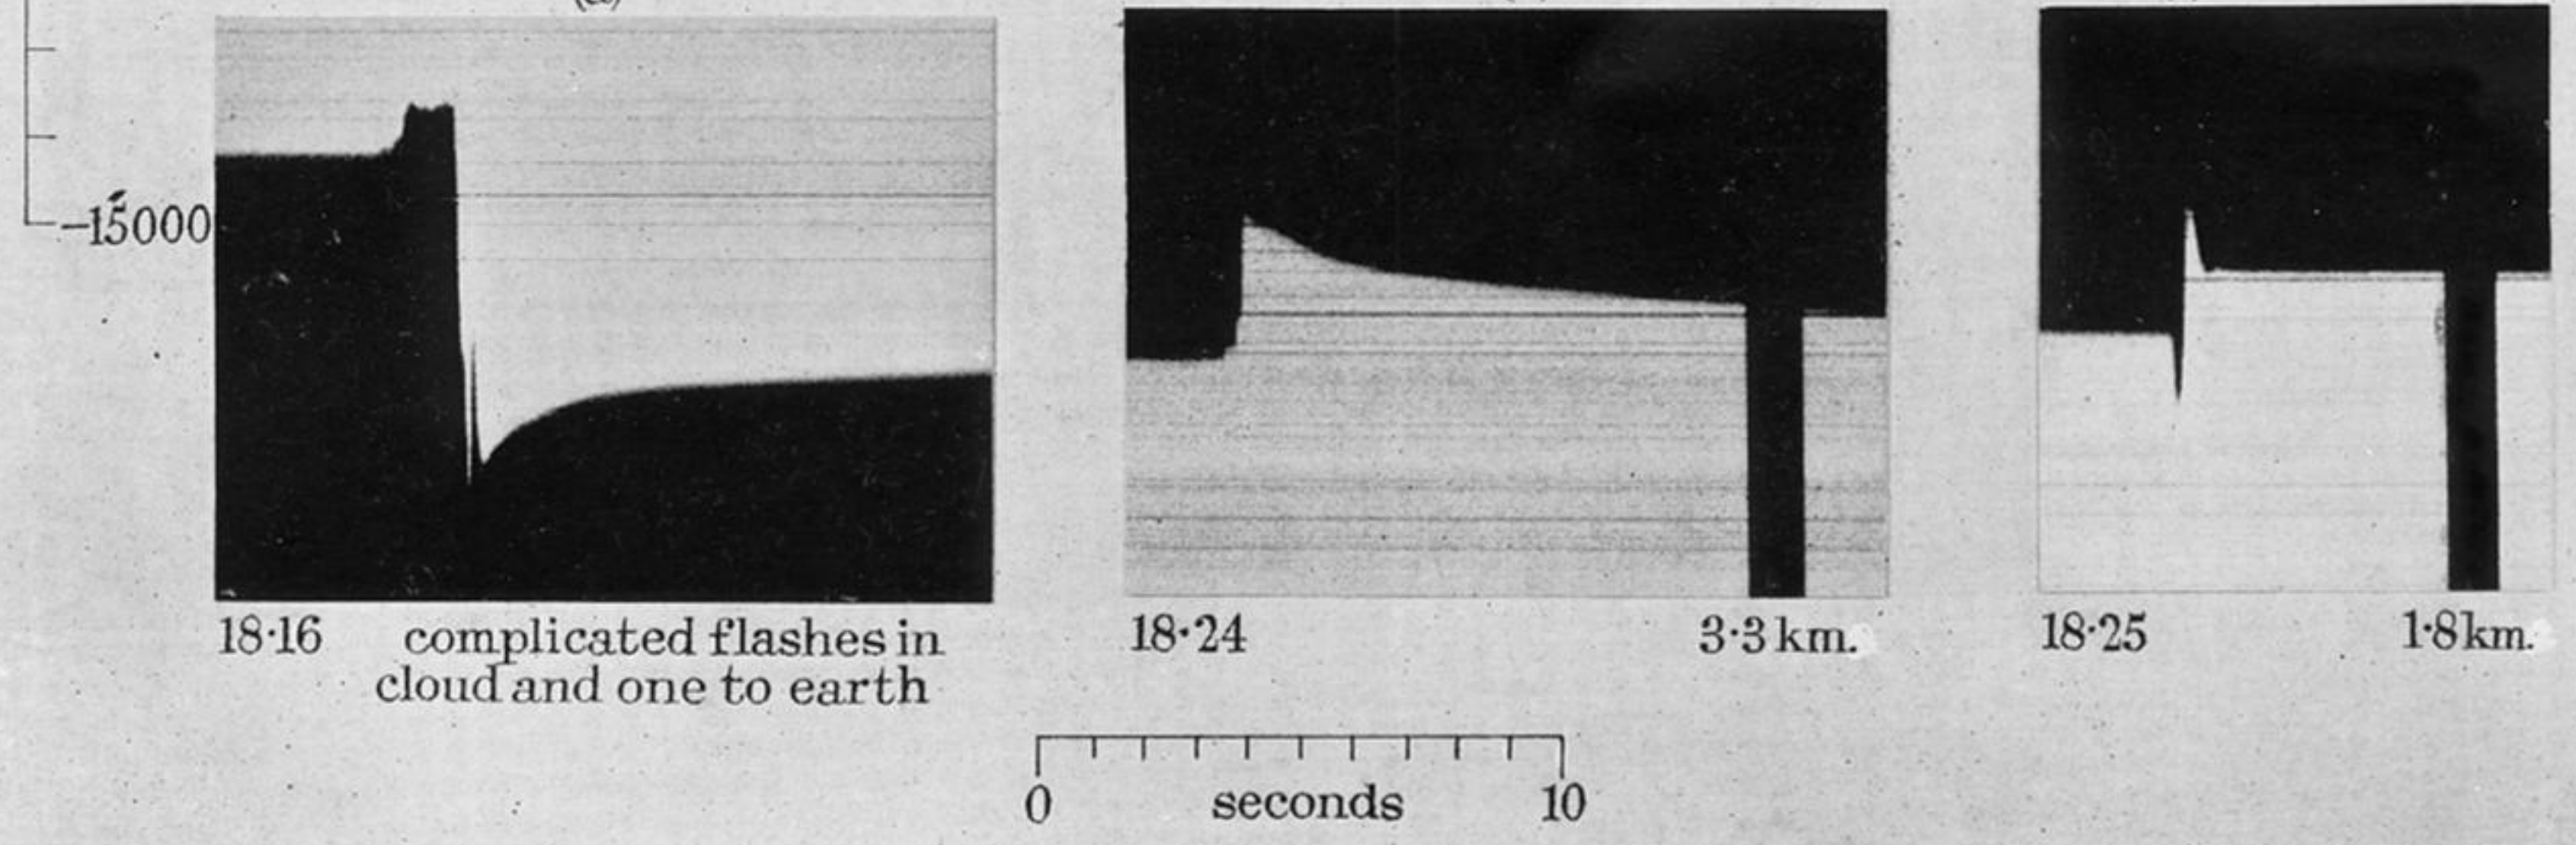 -15000
18·16 complicated flashes in
cloud and one to earth
18·24 3·3 km.
18·25 1·8 km.
0 seconds 10